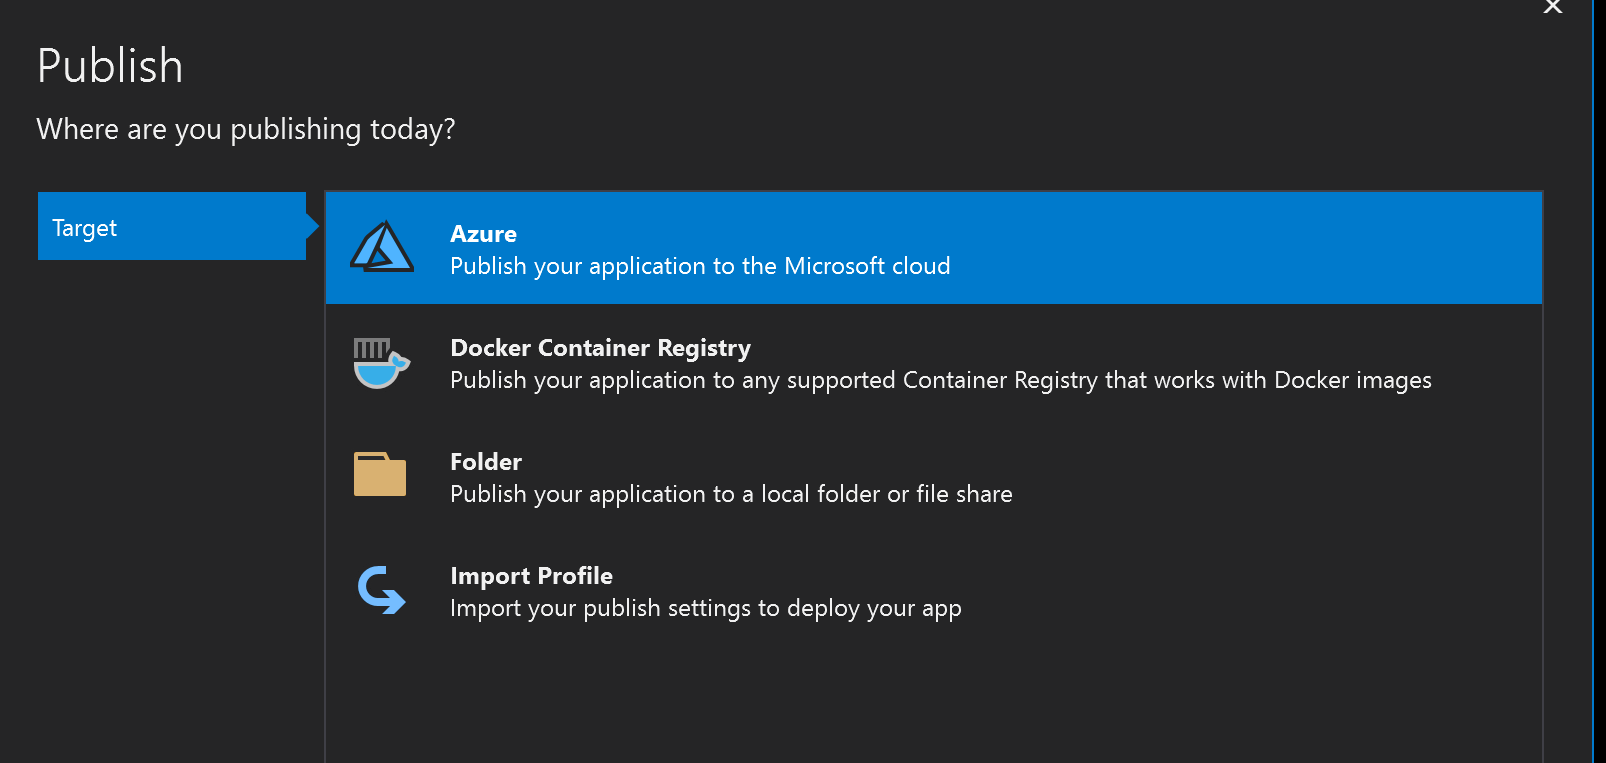 Publish
Where are you publishing today?
Target
Azure
Publish your application to the Microsoft cloud
Docker Container Registry
Publish your application to any supported Container Registry that works with Docker images
Folder
Publish your application to a local folder or file share
Import Profile
Import your publish settings to deploy your app